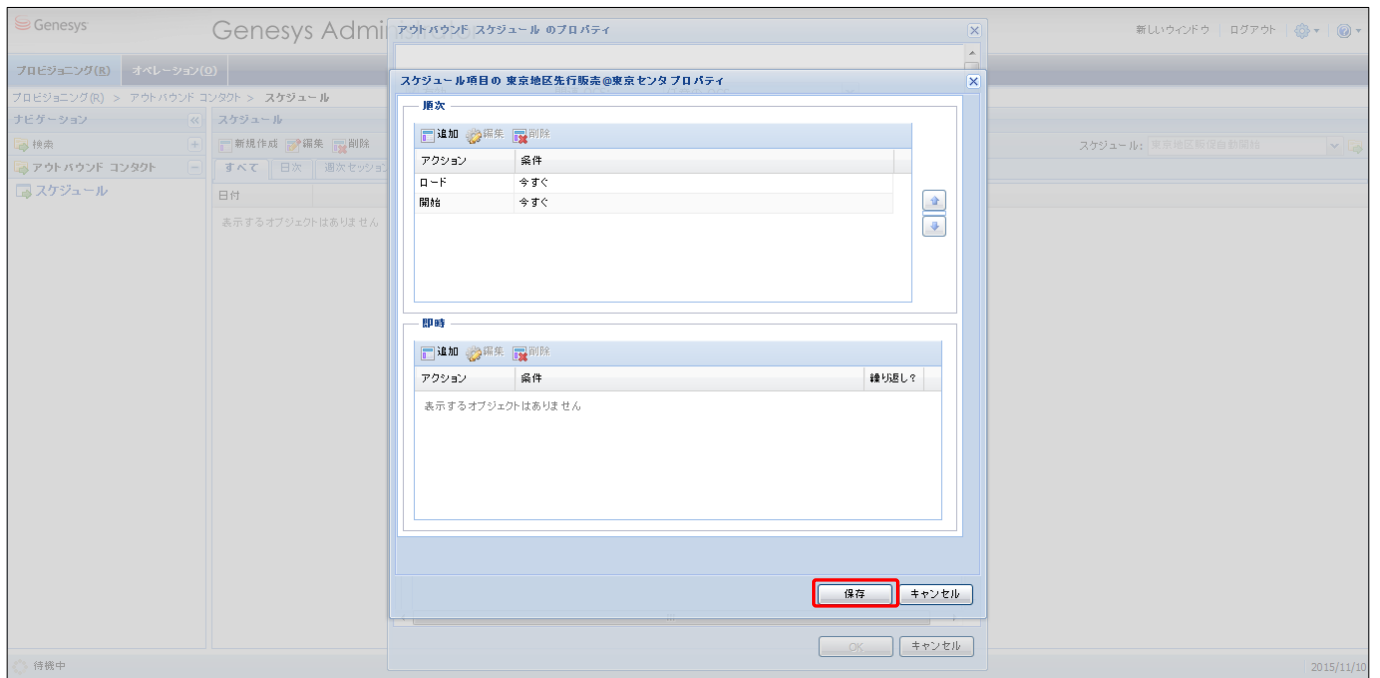 Genesys
Genesys Admi
新しいウィンドウ
ログアウト
プロビジョニング(R)
オペレーション(O)
プロビジョニング(R) > アウトバウンド コンタクト > スケジュール
ナビゲーション
検索
アウトバウンド コンタクト
スケジュール
スケジュール
新規作成 編集 削除
スケジュール:
すべて 日次
日付
表示するオブジェクトはありません
アウトバウンド スケジュール のプロパティ
スケジュール項目の 東京地区先行販売@東京センタ プロパティ
順次
追加 編集 削除
アクション 条件
ロード 今すぐ
開始 今すぐ
即時
追加 編集 削除
アクション 条件 繰り返し?
表示するオブジェクトはありません
保存 キャンセル
OK キャンセル
待機中
2015/11/10